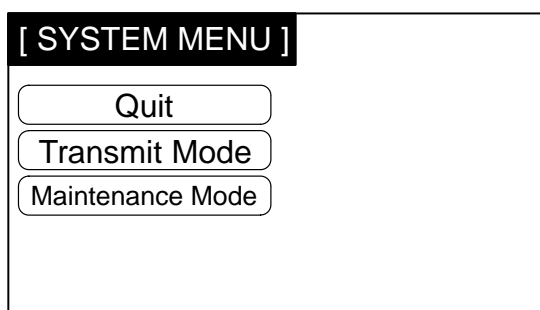 [ SYSTEM MENU ]
Quit
Transmit Mode
Maintenance Mode